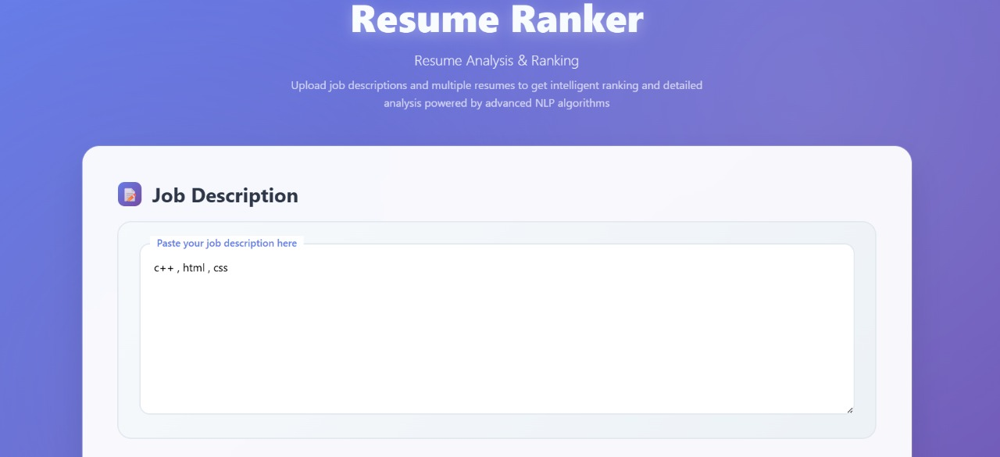 Resume Ranker
Resume Analysis & Ranking
Upload job descriptions and multiple resumes to get intelligent ranking and detailed
analysis powered by advanced NLP algorithms
Job Description
Paste your job description here
c++ , html , css